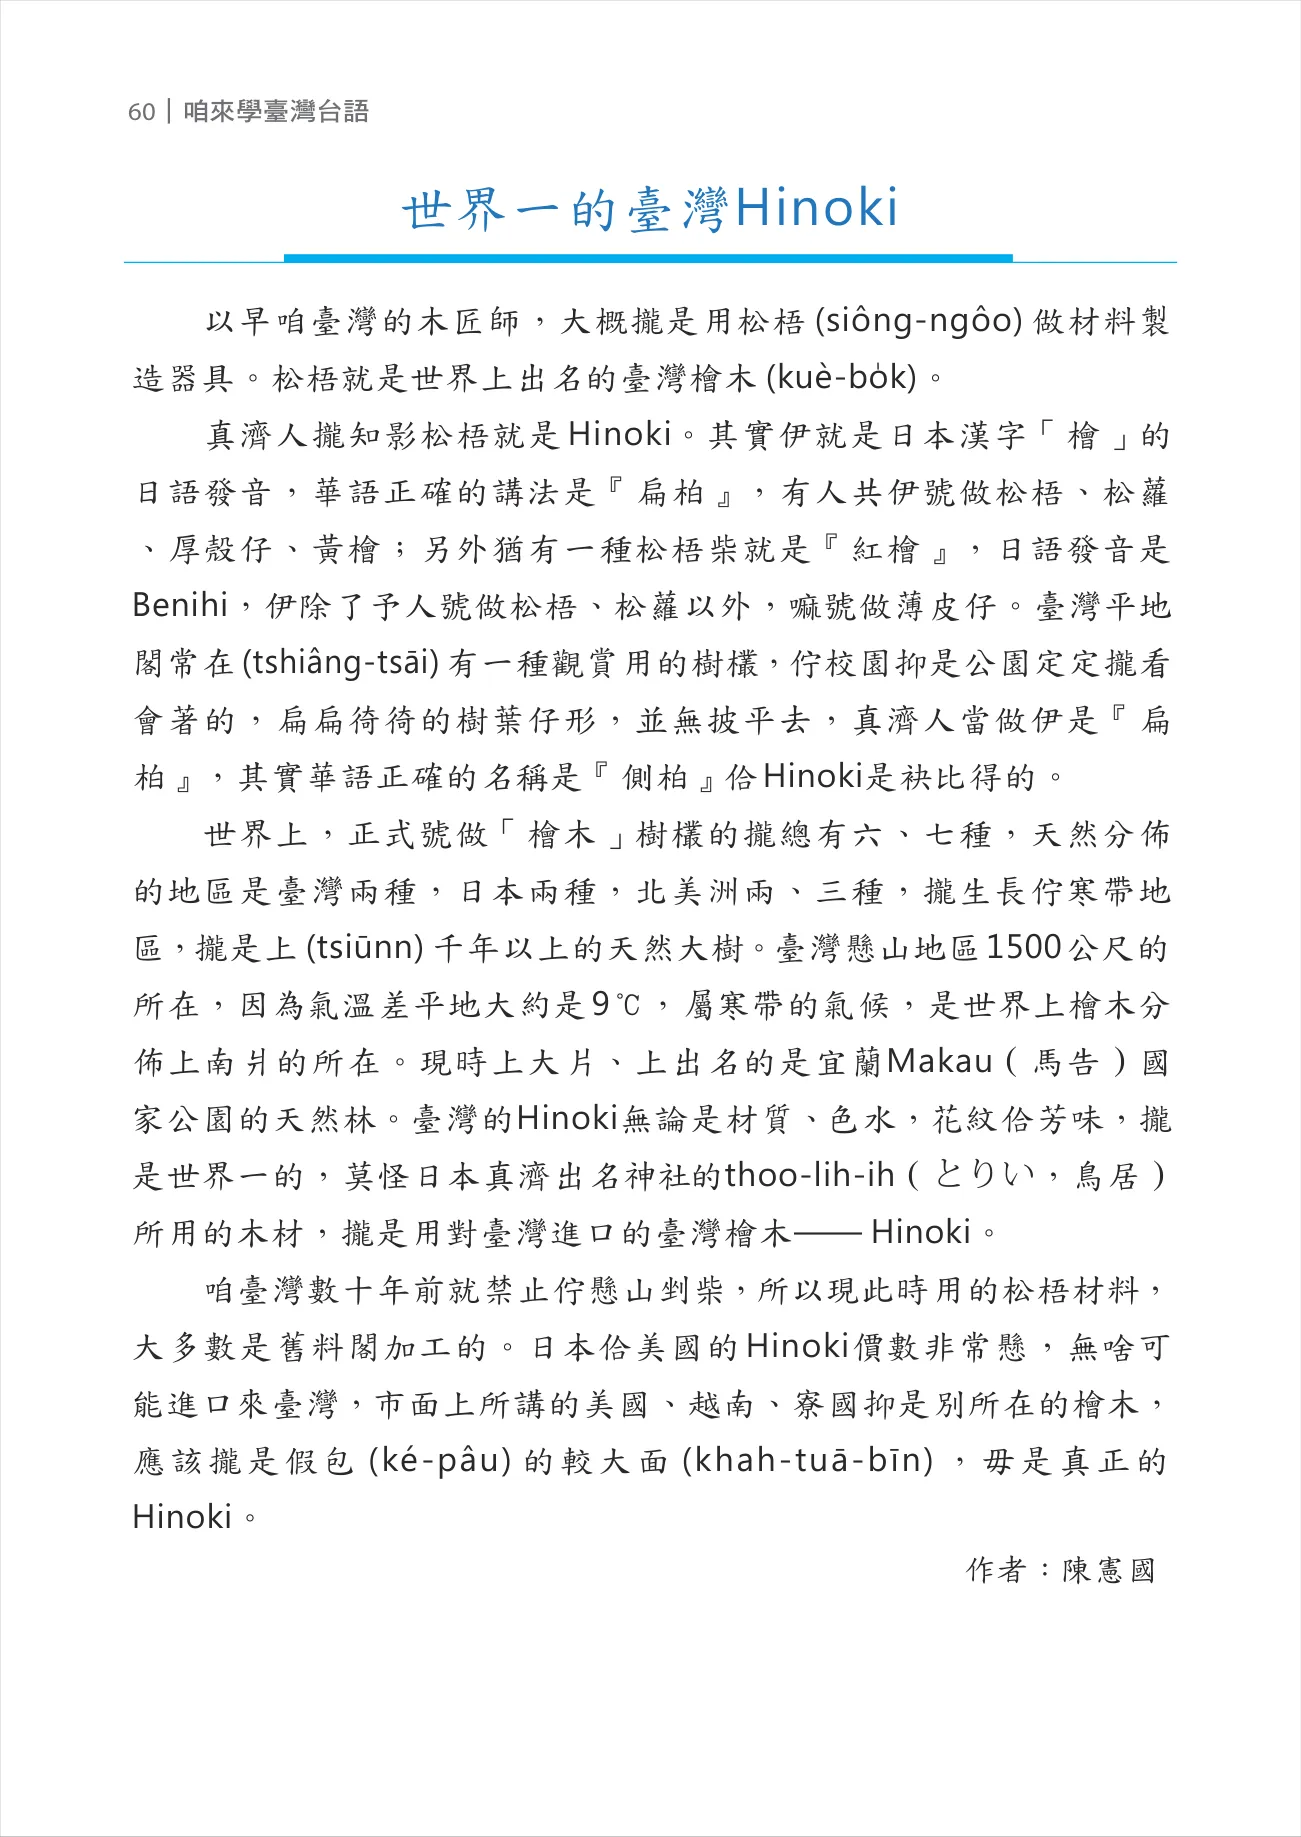 60｜咱來學臺灣台語
世界一的臺灣Hinoki
以早咱臺灣的木匠師，大概攏是用松梧 (siông-ngôo) 做材料製
造器具。松梧就是世界上出名的臺灣檜木 (kuè-bo̍k)。
真濟人攏知影松梧就是Hinoki。其實伊就是日本漢字「檜」的
日語發音，華語正確的講法是『扁柏』，有人共伊號做松梧、松蘿
、厚殼仔、黃檜；另外猶有一種松梧柴就是『紅檜』，日語發音是
Benihi，伊除了予人號做松梧、松蘿以外，嘛號做薄皮仔。臺灣平地
閣常在 (tshiâng-tsāi) 有一種觀賞用的樹欉，佇校園抑是公園定定攏看
會著的，扁扁徛徛的樹葉仔形，並無披平去，真濟人當做伊是『扁
柏』，其實華語正確的名稱是『側柏』佮Hinoki是袂比得的。
世界上，正式號做「檜木」樹欉的攏總有六、七種，天然分佈
的地區是臺灣兩種，日本兩種，北美洲兩、三種，攏生長佇寒帶地
區，攏是上 (tsiūnn) 千年以上的天然大樹。臺灣懸山地區1500公尺的
所在，因為氣溫差平地大約是9℃，屬寒帶的氣候，是世界上檜木分
佈上南爿的所在。現時上大片、上出名的是宜蘭Makau（馬告）國
家公園的天然林。臺灣的Hinoki無論是材質、色水，花紋佮芳味，攏
是世界一的，莫怪日本真濟出名神社的thoo-lih-ih（とりい，鳥居）
所用的木材，攏是用對臺灣進口的臺灣檜木—— Hinoki。
咱臺灣數十年前就禁止佇懸山剉柴，所以現此時用的松梧材料，
大多數是舊料閣加工的。日本佮美國的Hinoki價數非常懸，無啥可
能進口來臺灣，市面上所講的美國、越南、寮國抑是別所在的檜木，
應該攏是假包 (ké-pâu) 的較大面 (khah-tuā-bīn) ，毋是真正的
Hinoki。
作者：陳憲國